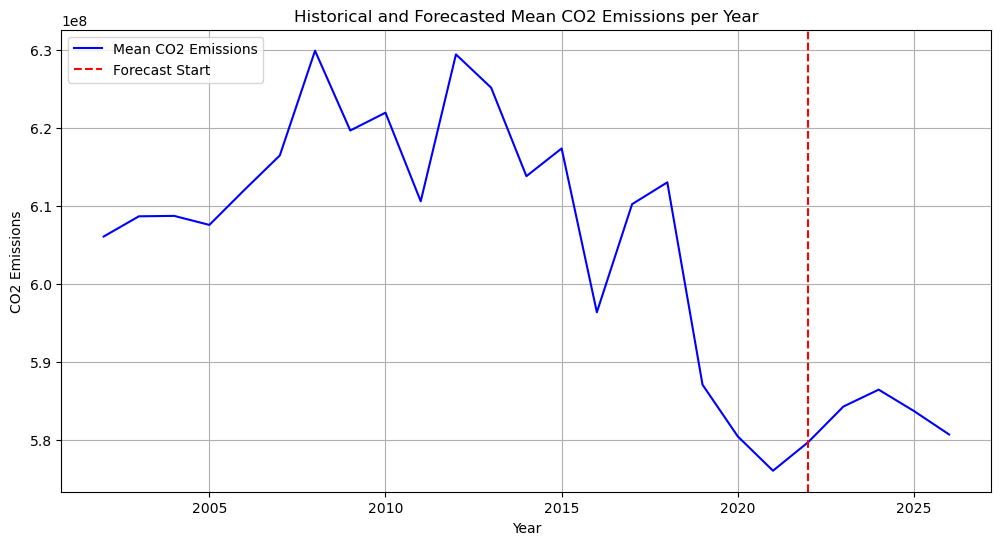 Historical and Forecasted Mean CO2 Emissions per Year
1e8
Mean CO2 Emissions
Forecast Start
6.3
6.2
6.1
6.0
5.9
5.8
CO2 Emissions
2005 2010 2015 2020 2025
Year